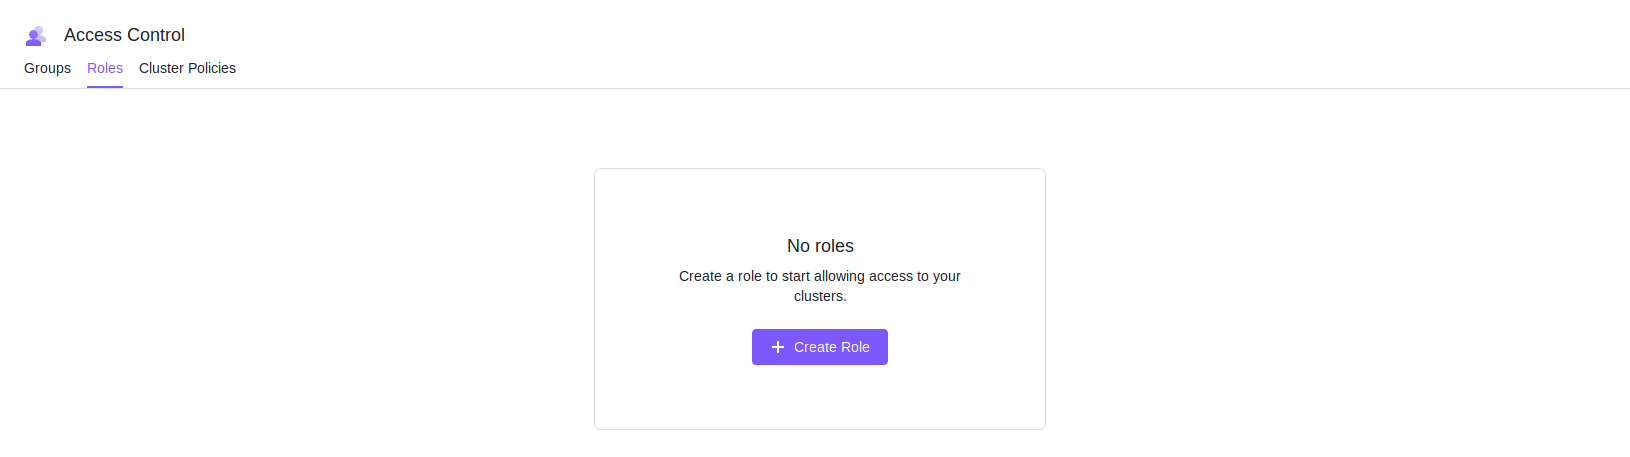 Access Control
Groups Roles Cluster Policies
No roles
Create a role to start allowing access to your
clusters.
Create Role